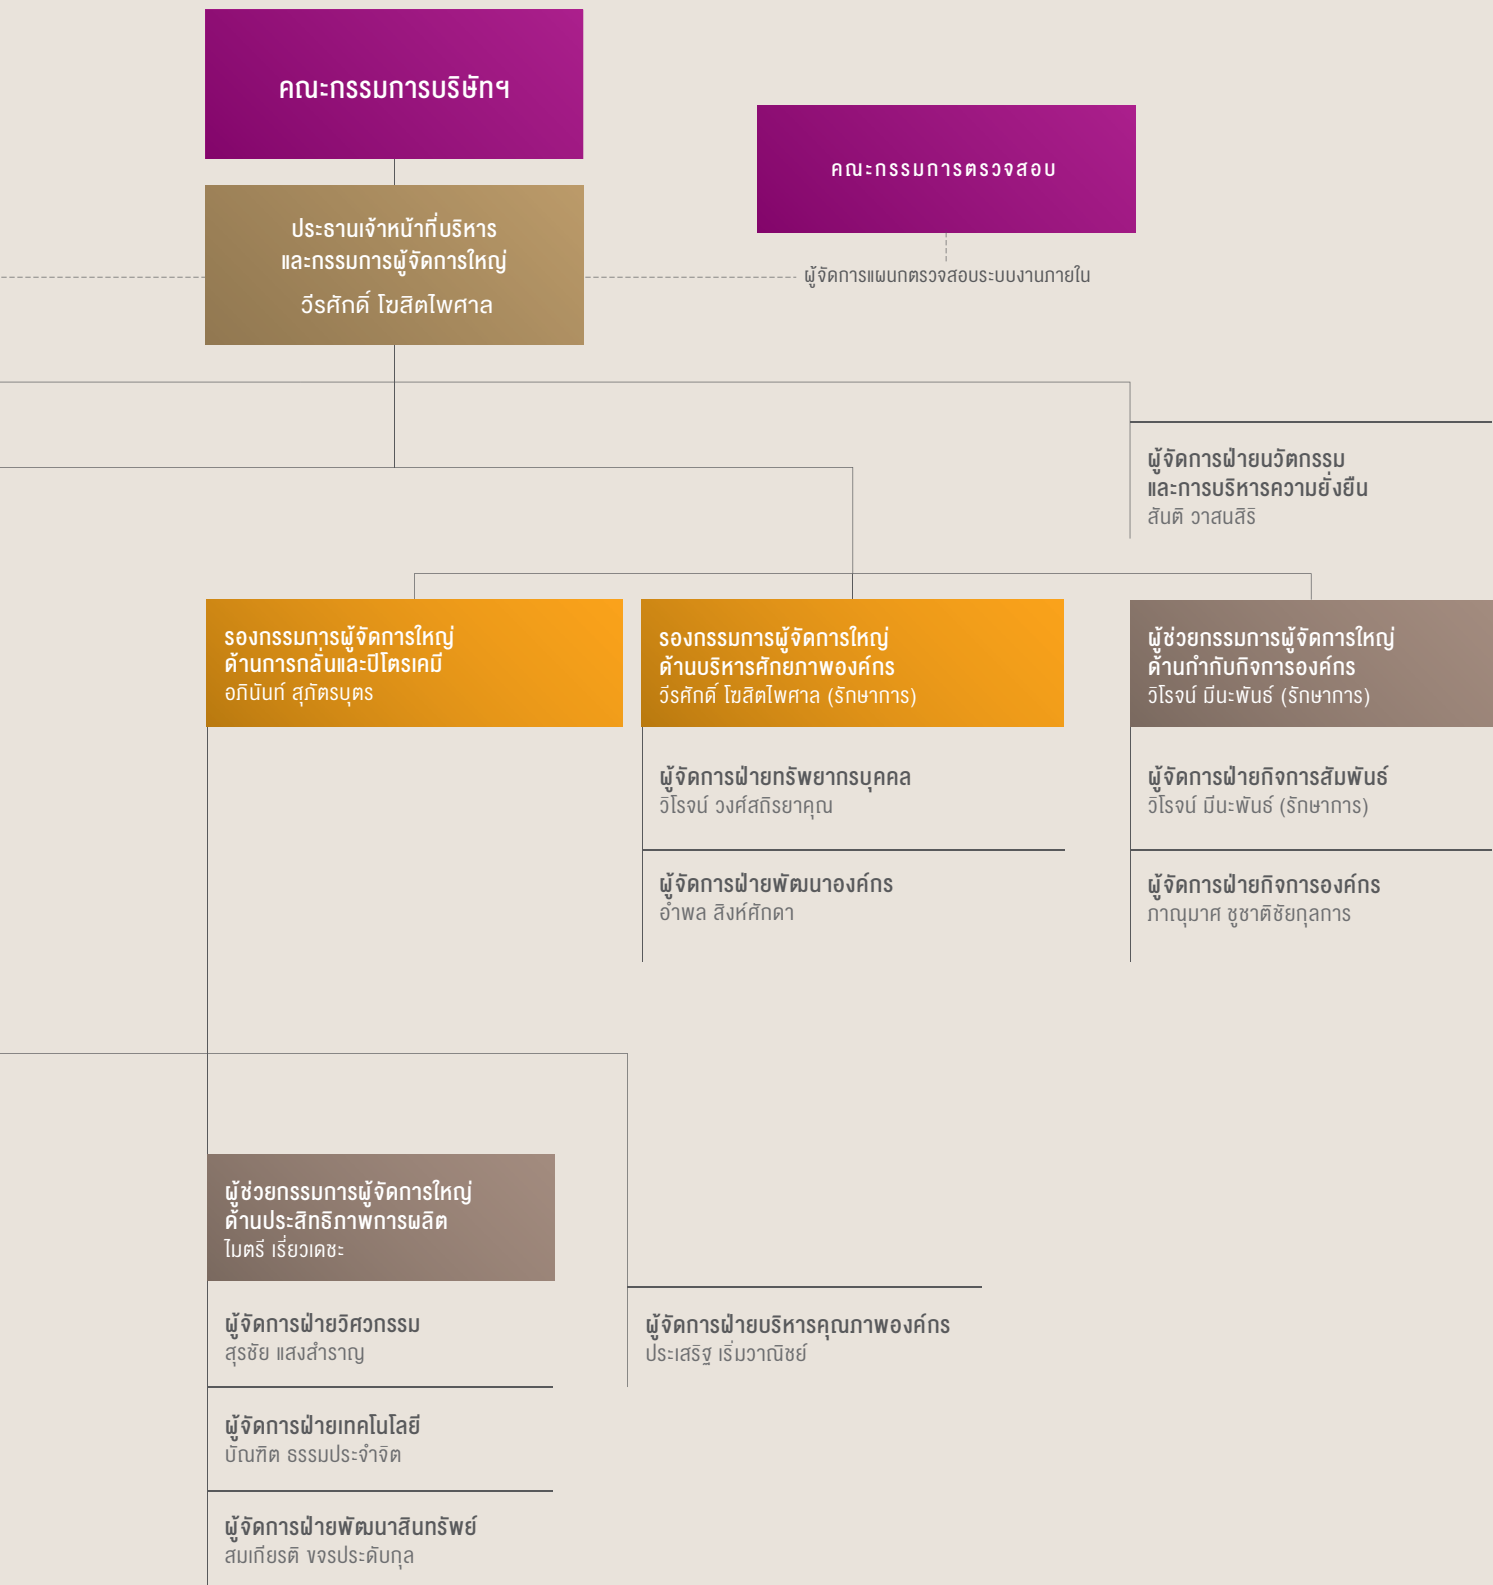 คณะกรรมการบริษัทฯ
คณะกรรมการตรวจสอบ
ประธานเจ้าหน้าที่บริหาร
และกรรมการผู้จัดการใหญ่
วีรศักดิ์ โฆสิตไพศาล
ผู้จัดการแผนกตรวจสอบระบบงานภายใน
ผู้จัดการฝ่ายนวัตกรรม
และการบริหารความยั่งยืน
สันติ วาสนสิริ
รองกรรมการผู้จัดการใหญ่
ด้านการกลั่นและปิโตรเคมี
อภินันท์ สุภัตรบุตร
รองกรรมการผู้จัดการใหญ่
ด้านบริหารศักยภาพองค์กร
วีรศักดิ์ โฆสิตไพศาล (รักษาการ)
ผู้ช่วยกรรมการผู้จัดการใหญ่
ด้านกำกับกิจการองค์กร
วิโรจน์ มีนะพันธ์ (รักษาการ)
ผู้จัดการฝ่ายทรัพยากรบุคคล
วิโรจน์ วงศ์สถิรยาคุณ
ผู้จัดการฝ่ายพัฒนาองค์กร
อำพล สิงห์ศักดา
ผู้จัดการฝ่ายกิจการสัมพันธ์
วิโรจน์ มีนะพันธ์ (รักษาการ)
ผู้จัดการฝ่ายกิจการองค์กร
ภาณุมาศ ชูชาติชัยกุลการ
ผู้ช่วยกรรมการผู้จัดการใหญ่
ด้านประสิทธิภาพการผลิต
ไมตรี เรี่ยวเดชะ
ผู้จัดการฝ่ายวิศวกรรม
สุรชัย แสงสำราญ
ผู้จัดการฝ่ายเทคโนโลยี
บัณฑิต ธรรมประจำจิต
ผู้จัดการฝ่ายพัฒนาสินทรัพย์
สมเกียรติ ขจรประดับกุล
ผู้จัดการฝ่ายบริหารคุณภาพองค์กร
ประเสริฐ เริ่มวาณิชย์